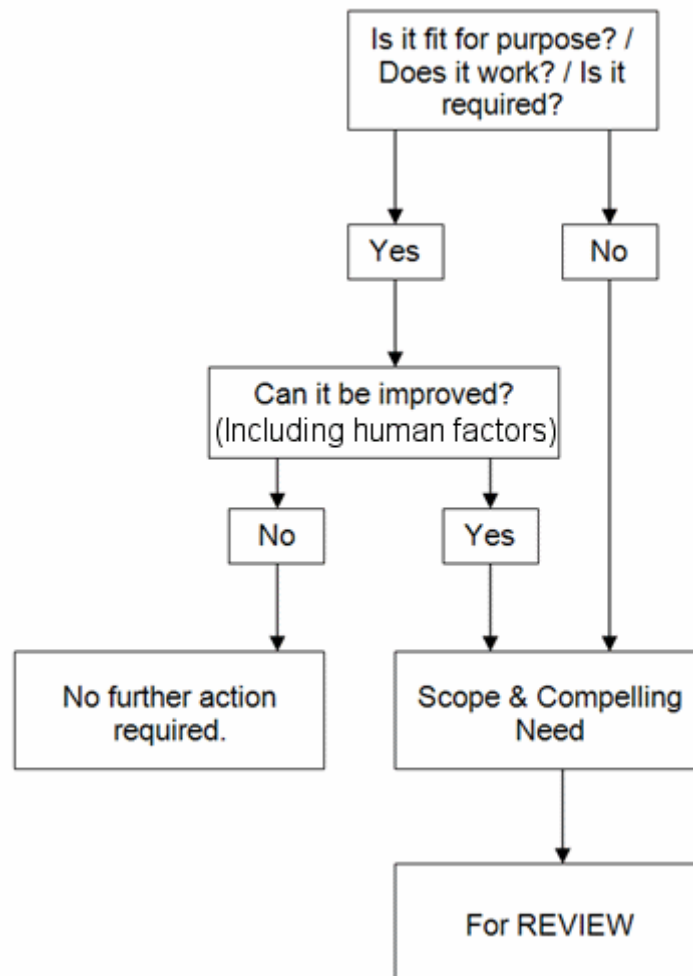 Is it fit for purpose? /
Does it work? / Is it
required?
Yes
No
Can it be improved?
(Including human factors)
No
Yes
No further action
required.
Scope & Compelling
Need
For REVIEW